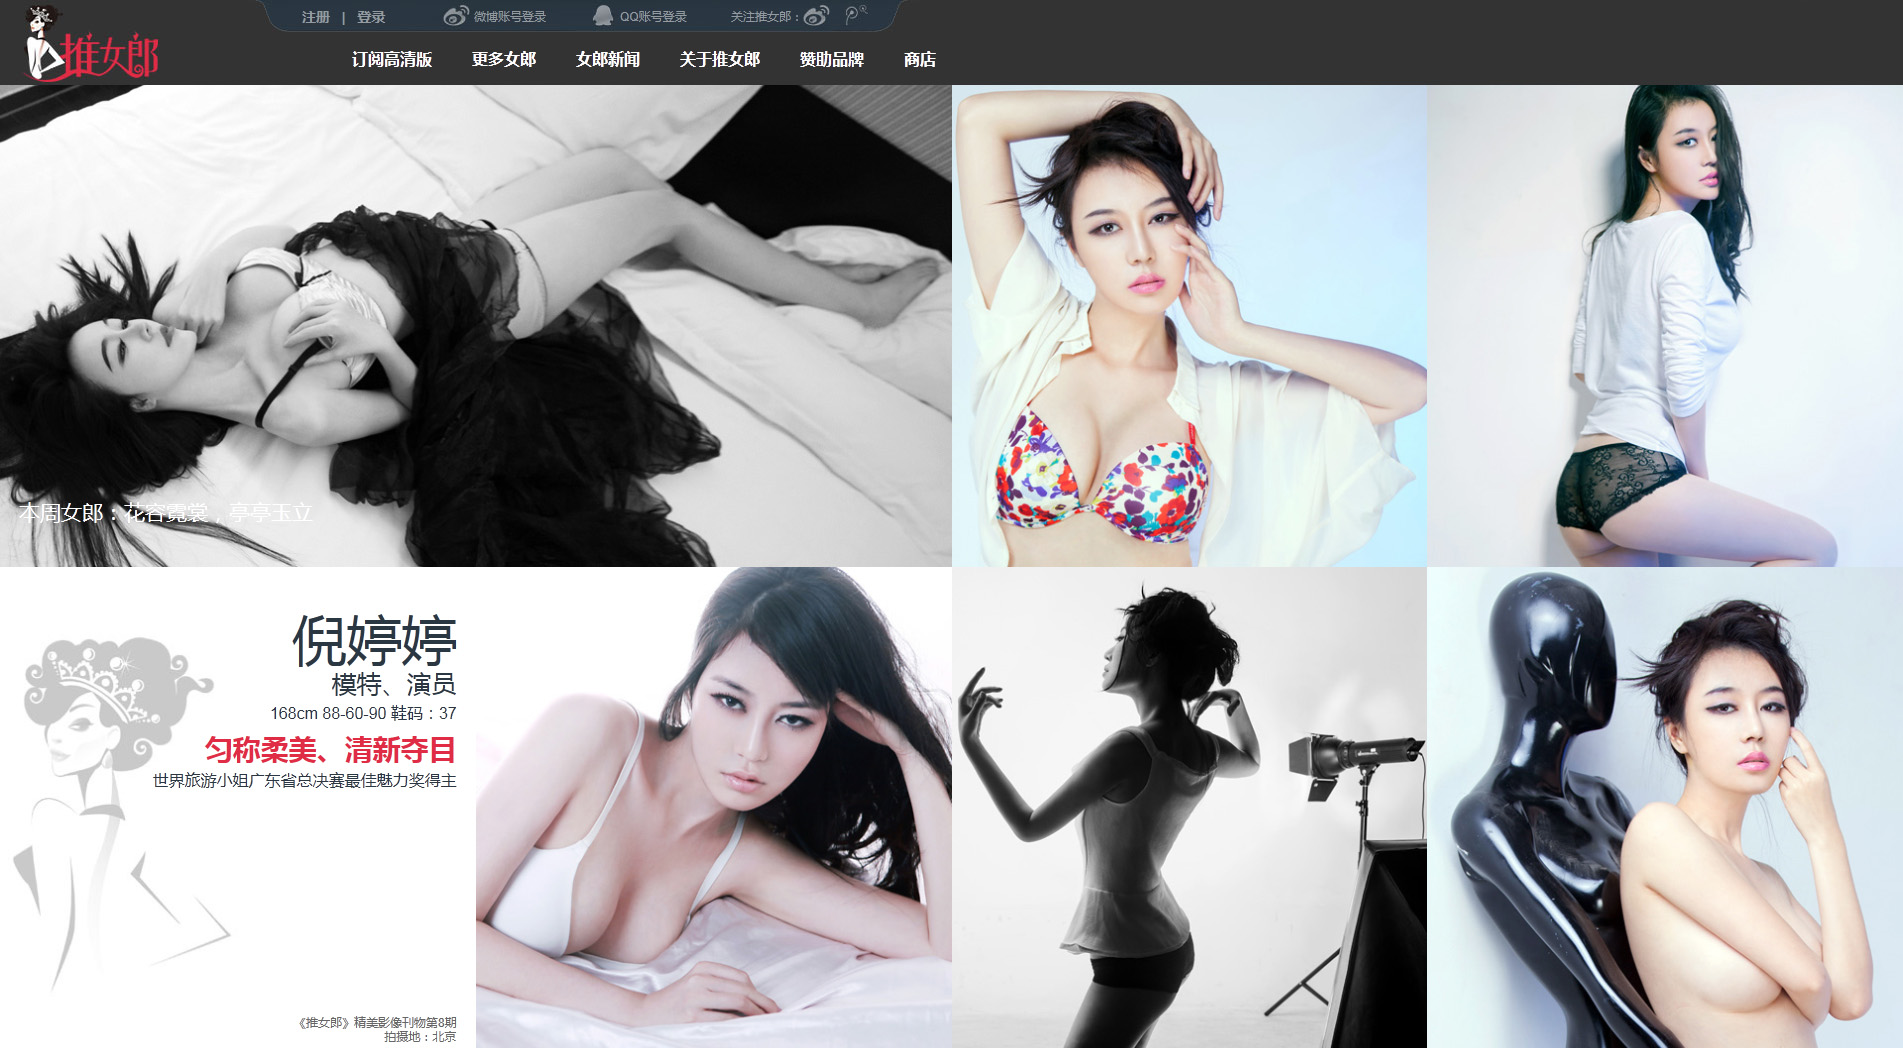 注册 | 登录
微博账号登录
QQ账号登录
关注推女郎：
推女郎
订阅高清版 更多女郎 女郎新闻 关于推女郎 赞助品牌 商店
本周女郎：花容霓裳，亭亭玉立
倪婷婷
模特、演员
168cm 88-60-90 鞋码：37
匀称柔美、清新夺目
世界旅游小姐广东省总决赛最佳魅力奖得主
《推女郎》精美影像刊物第8期
拍摄地：北京